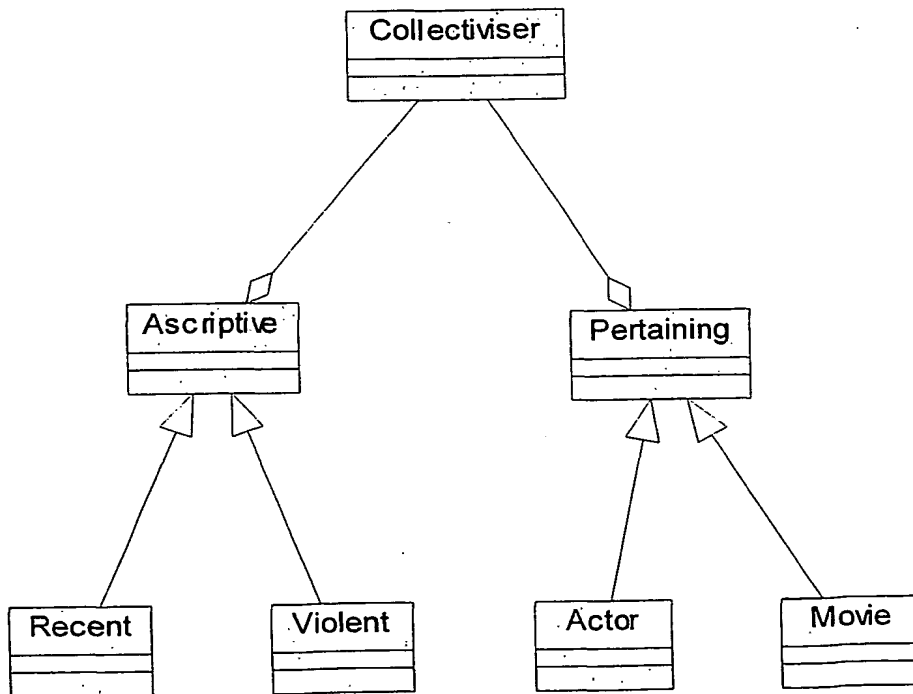 Collectiviser
Ascriptive
Pertaining
Recent
Violent
Actor
Movie